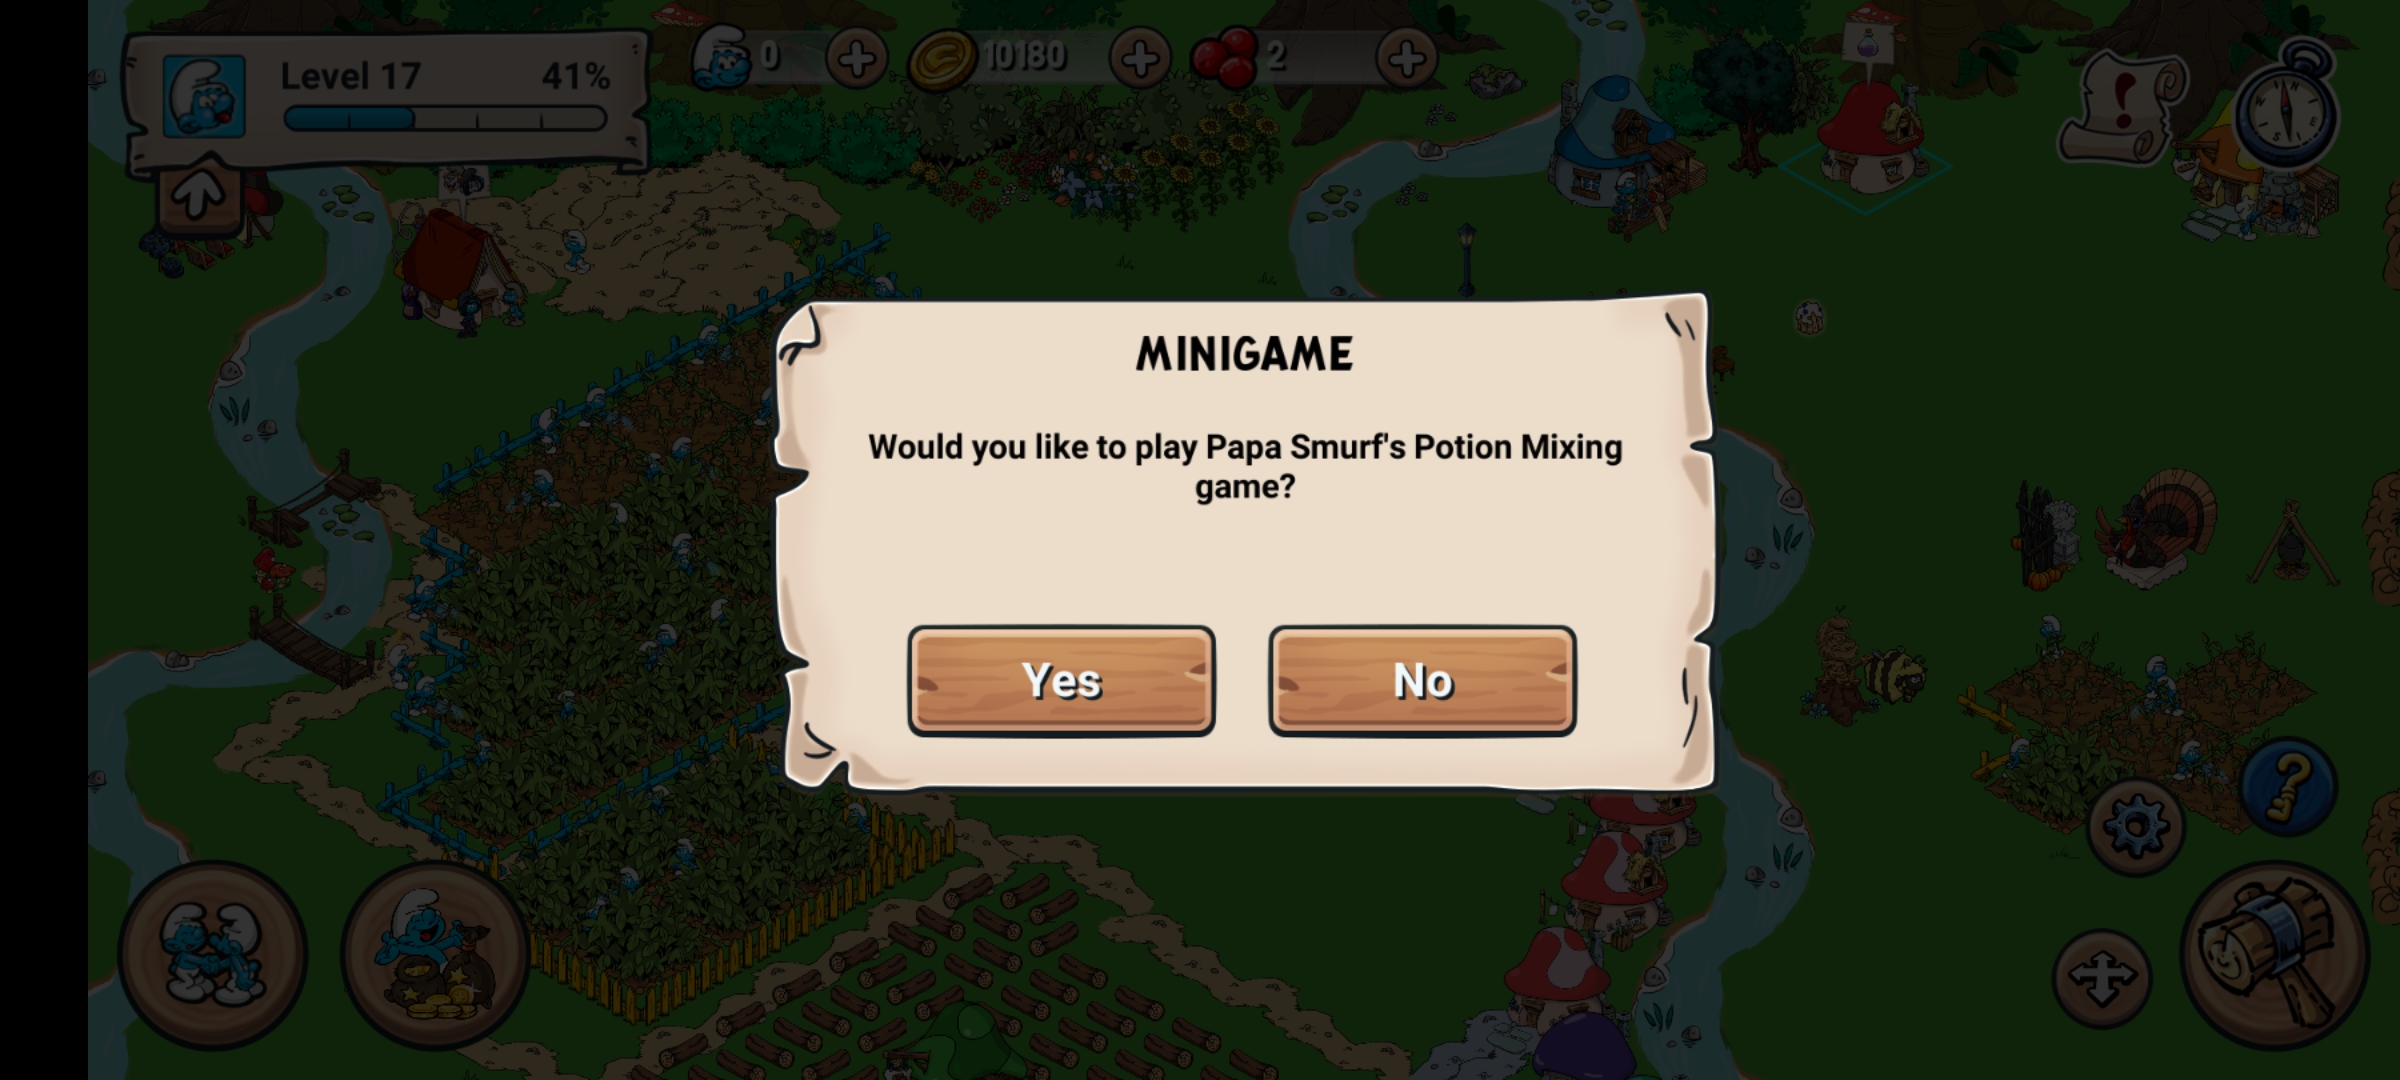 Level 17 41%
0
10180
2
MINIGAME
Would you like to play Papa Smurf's Potion Mixing
game?
Yes
No